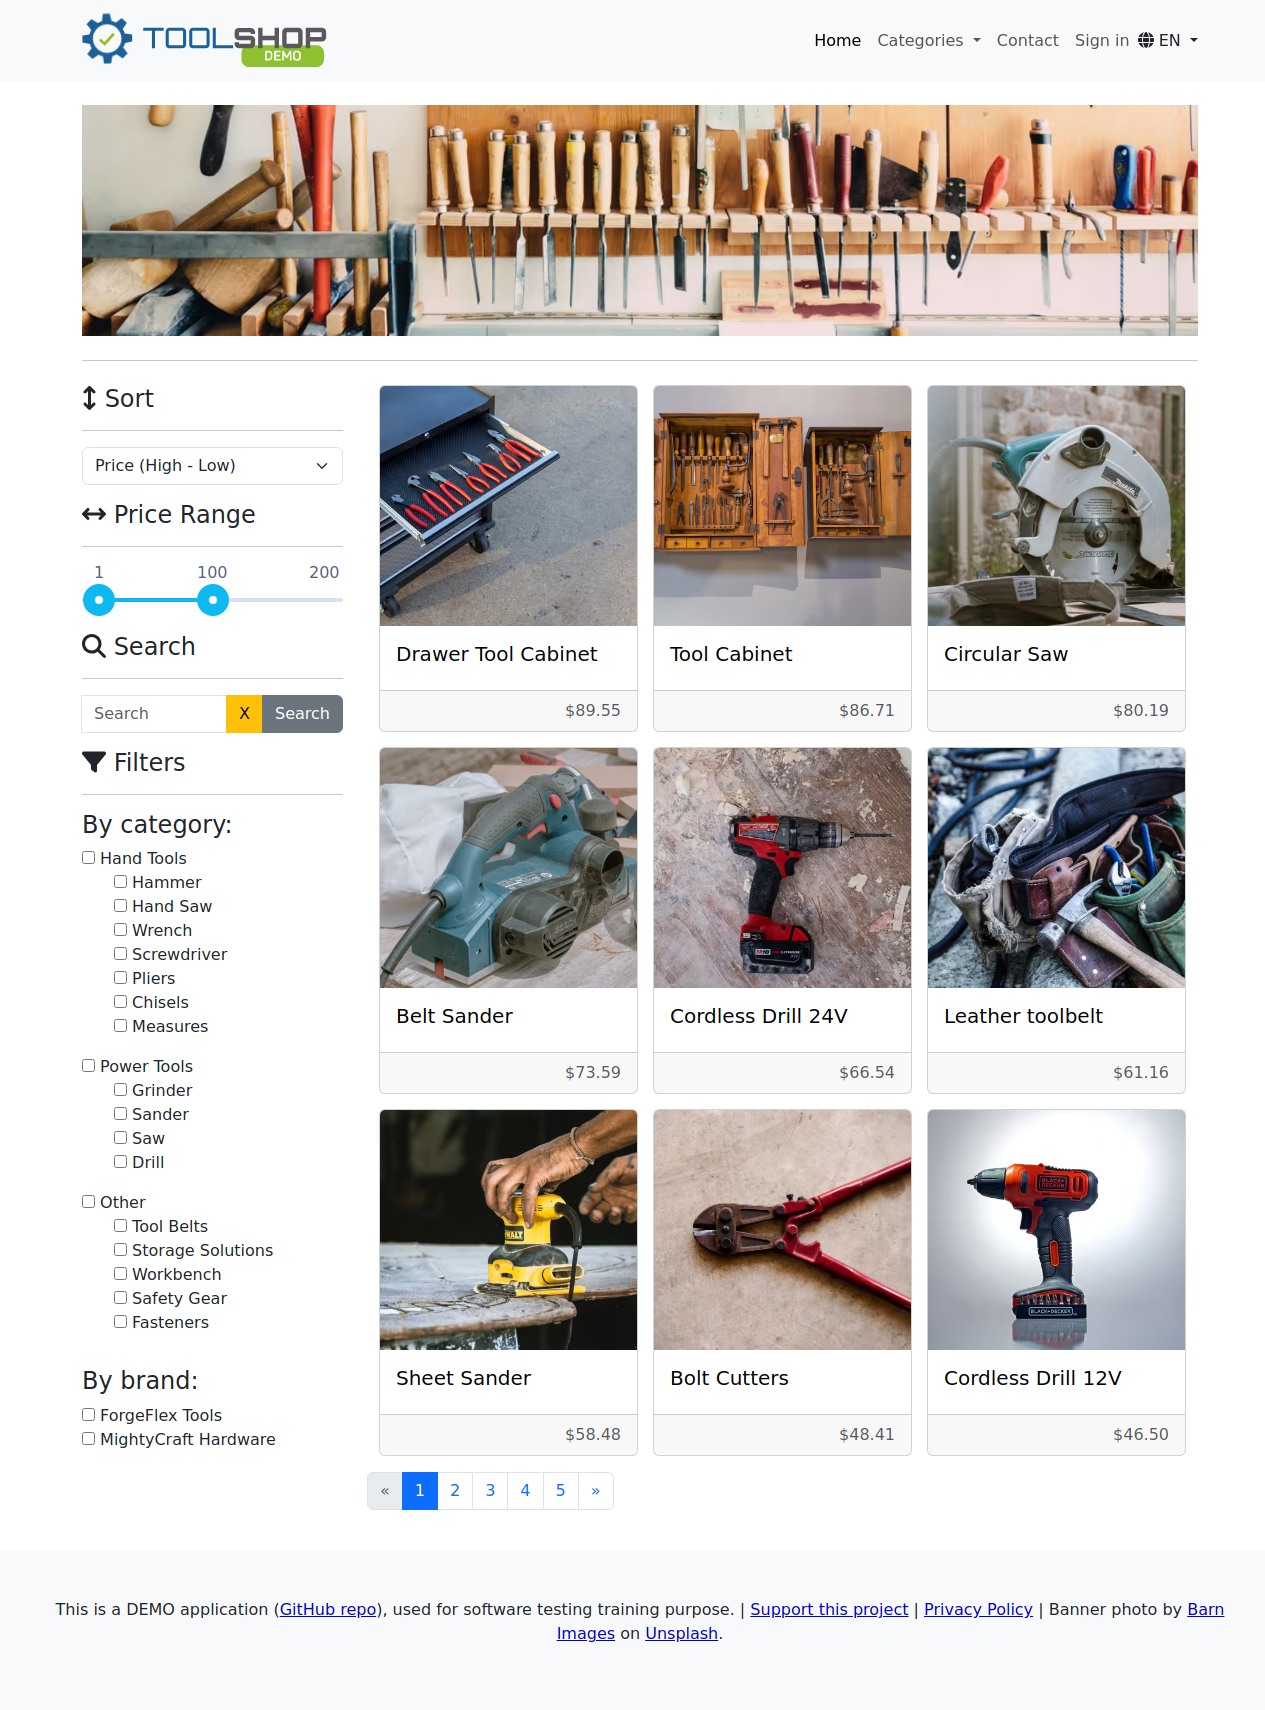 TOOLSHOP
DEMO
Home Categories Contact Sign in EN
Sort
Price (High - Low)
Price Range
1 100 200
Search
Search X Search
Filters
By category:
Hand Tools
Hammer
Hand Saw
Wrench
Screwdriver
Pliers
Chisels
Measures
Power Tools
Grinder
Sander
Saw
Drill
Other
Tool Belts
Storage Solutions
Workbench
Safety Gear
Fasteners
By brand:
ForgeFlex Tools
MightyCraft Hardware
Makita
Drawer Tool Cabinet
$89.55
Tool Cabinet
$86.71
Circular Saw
$80.19
Belt Sander
$73.59
Cordless Drill 24V
$66.54
Leather toolbelt
$61.16
DEWALT
BLACK+DECKER
BLACK+DECKER
Sheet Sander
$58.48
Bolt Cutters
$48.41
Cordless Drill 12V
$46.50
« 1 2 3 4 5 »
This is a DEMO application (GitHub repo), used for software testing training purpose. | Support this project | Privacy Policy | Banner photo by Barn
Images on Unsplash.